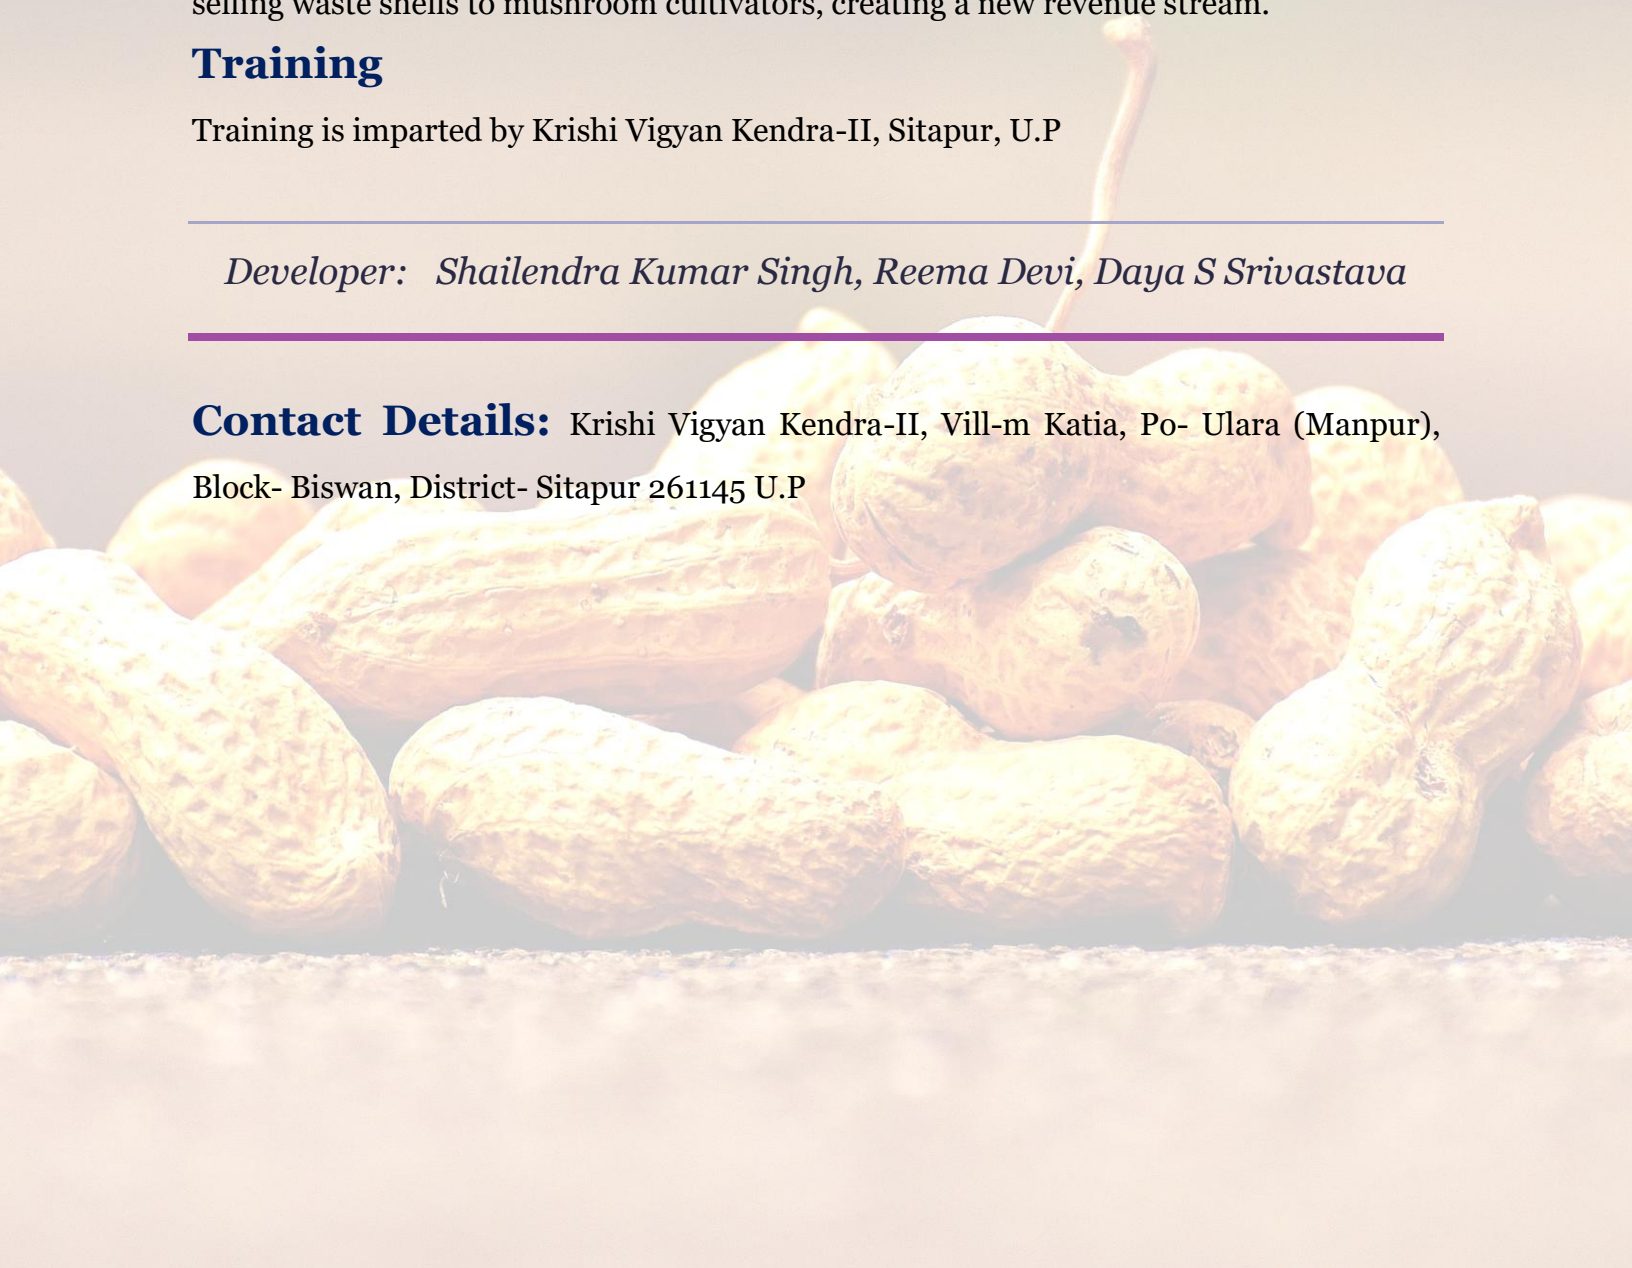 selling waste shells to mushroom cultivators, creating a new revenue stream.
Training
Training is imparted by Krishi Vigyan Kendra-II, Sitapur, U.P
Developer: Shailendra Kumar Singh, Reema Devi, Daya S Srivastava
Contact Details: Krishi Vigyan Kendra-II, Vill-m Katia, Po- Ulara (Manpur),
Block- Biswan, District- Sitapur 261145 U.P